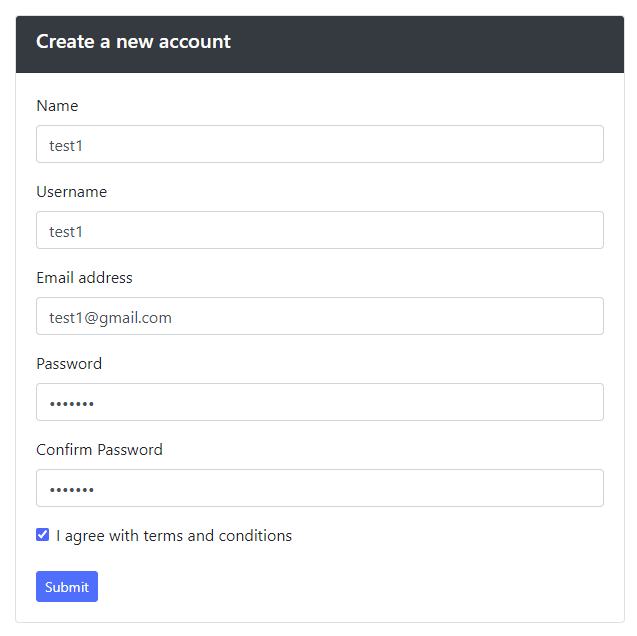 Create a new account
Name
test1
Username
test1
Email address
test1@gmail.com
Password
•••••••
Confirm Password
•••••••
I agree with terms and conditions
Submit